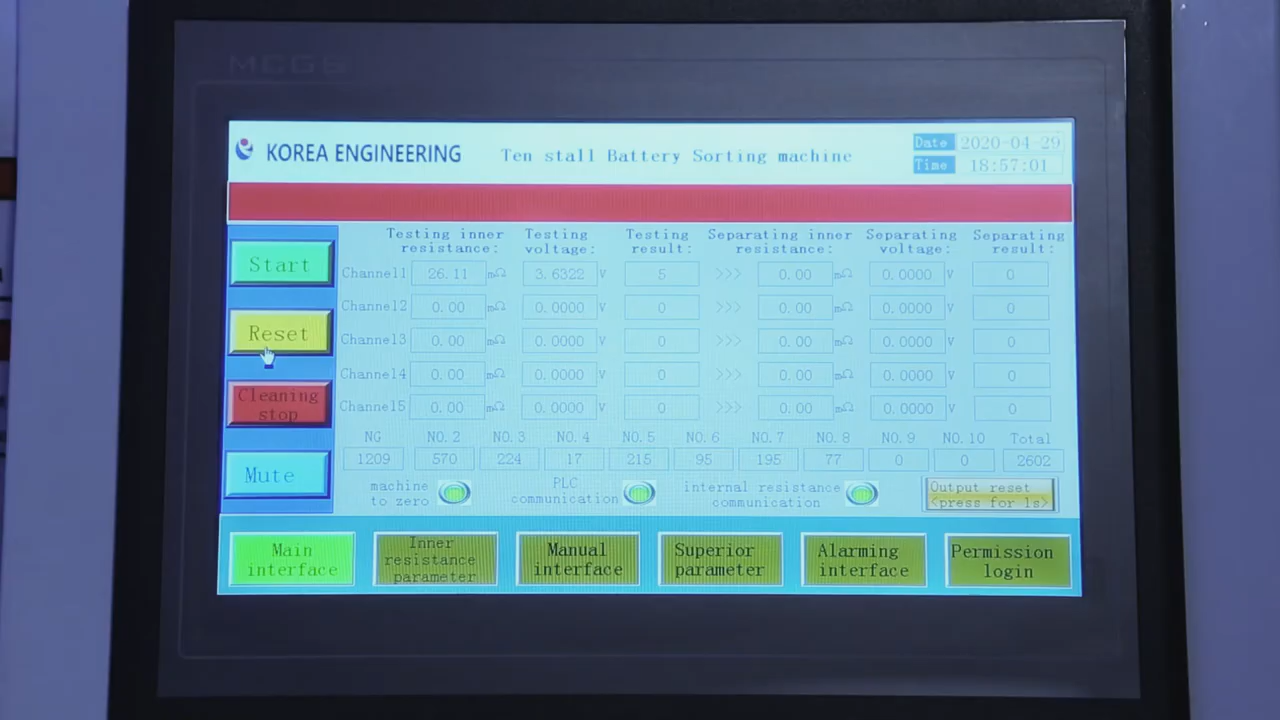 MCGS
KOREA ENGINEERING
Ten stall Battery Sorting machine
Date 2020-04-29
Time 18:57:01
Testing inner resistance:
Testing voltage:
Testing result:
Separating inner resistance:
Separating voltage:
Separating result:
Start
Channel1 26.11 mΩ 3.6322 V 5 >>> 0.00 mΩ 0.0000 V 0
Channel2 0.00 mΩ 0.0000 V 0 >>> 0.00 mΩ 0.0000 V 0
Reset
Channel3 0.00 mΩ 0.0000 V 0 >>> 0.00 mΩ 0.0000 V 0
Channel4 0.00 mΩ 0.0000 V 0 >>> 0.00 mΩ 0.0000 V 0
Cleaning
stop
Channel5 0.00 mΩ 0.0000 V 0 >>> 0.00 mΩ 0.0000 V 0
NG NO.2 NO.3 NO.4 NO.5 NO.6 NO.7 NO.8 NO.9 NO.10 Total
1209 570 224 17 215 95 195 77 0 0 2602
Mute
machine
to zero
PLC
communication
internal resistance
communication
Output reset
<press for 1s>
Main
interface
Inner
resistance
parameter
Manual
interface
Superior
parameter
Alarming
interface
Permission
login